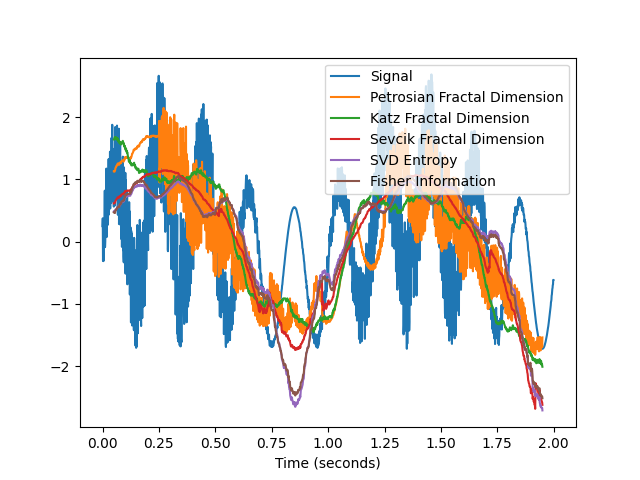 Signal
Petrosian Fractal Dimension
Katz Fractal Dimension
Sevcik Fractal Dimension
SVD Entropy
Fisher Information
2
1
0
−1
−2
0.00 0.25 0.50 0.75 1.00 1.25 1.50 1.75 2.00
Time (seconds)